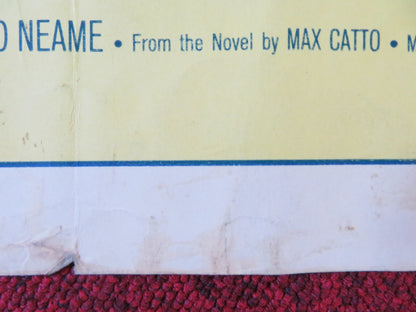 O NEAME • From the Novel by MAX CATTO • M